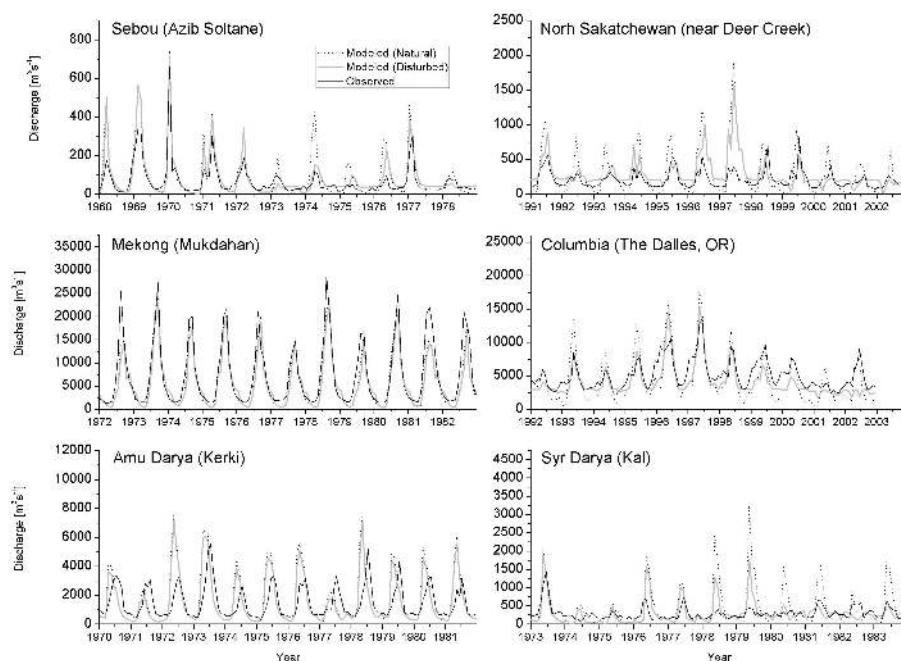 Sebou (Azib Soltane)
Modeled (Natural)
Modeled (Disturbed)
Observed
Discharge [m³s⁻¹]
800
600
400
200
0
1968 1969 1970 1971 1972 1973 1974 1975 1976 1977 1978
Norh Sakatchewan (near Deer Creek)
2500
2000
1500
1000
500
0
1991 1992 1993 1994 1995 1996 1997 1998 1999 2000 2001 2002
Mekong (Mukdahan)
Discharge [m³s⁻¹]
35000
30000
25000
20000
15000
10000
5000
0
1972 1973 1974 1975 1976 1977 1978 1979 1980 1981 1982
Columbia (The Dalles, OR)
25000
20000
15000
10000
5000
0
1992 1993 1994 1995 1996 1997 1998 1999 2000 2001 2002 2003
Amu Darya (Kerki)
Discharge [m³s⁻¹]
12000
10000
8000
6000
4000
2000
0
1970 1971 1972 1973 1974 1975 1976 1977 1978 1979 1980 1981
Year
Syr Darya (Kal)
4500
4000
3500
3000
2500
2000
1500
1000
500
0
1973 1974 1975 1976 1977 1978 1979 1980 1981 1982 1983
Year